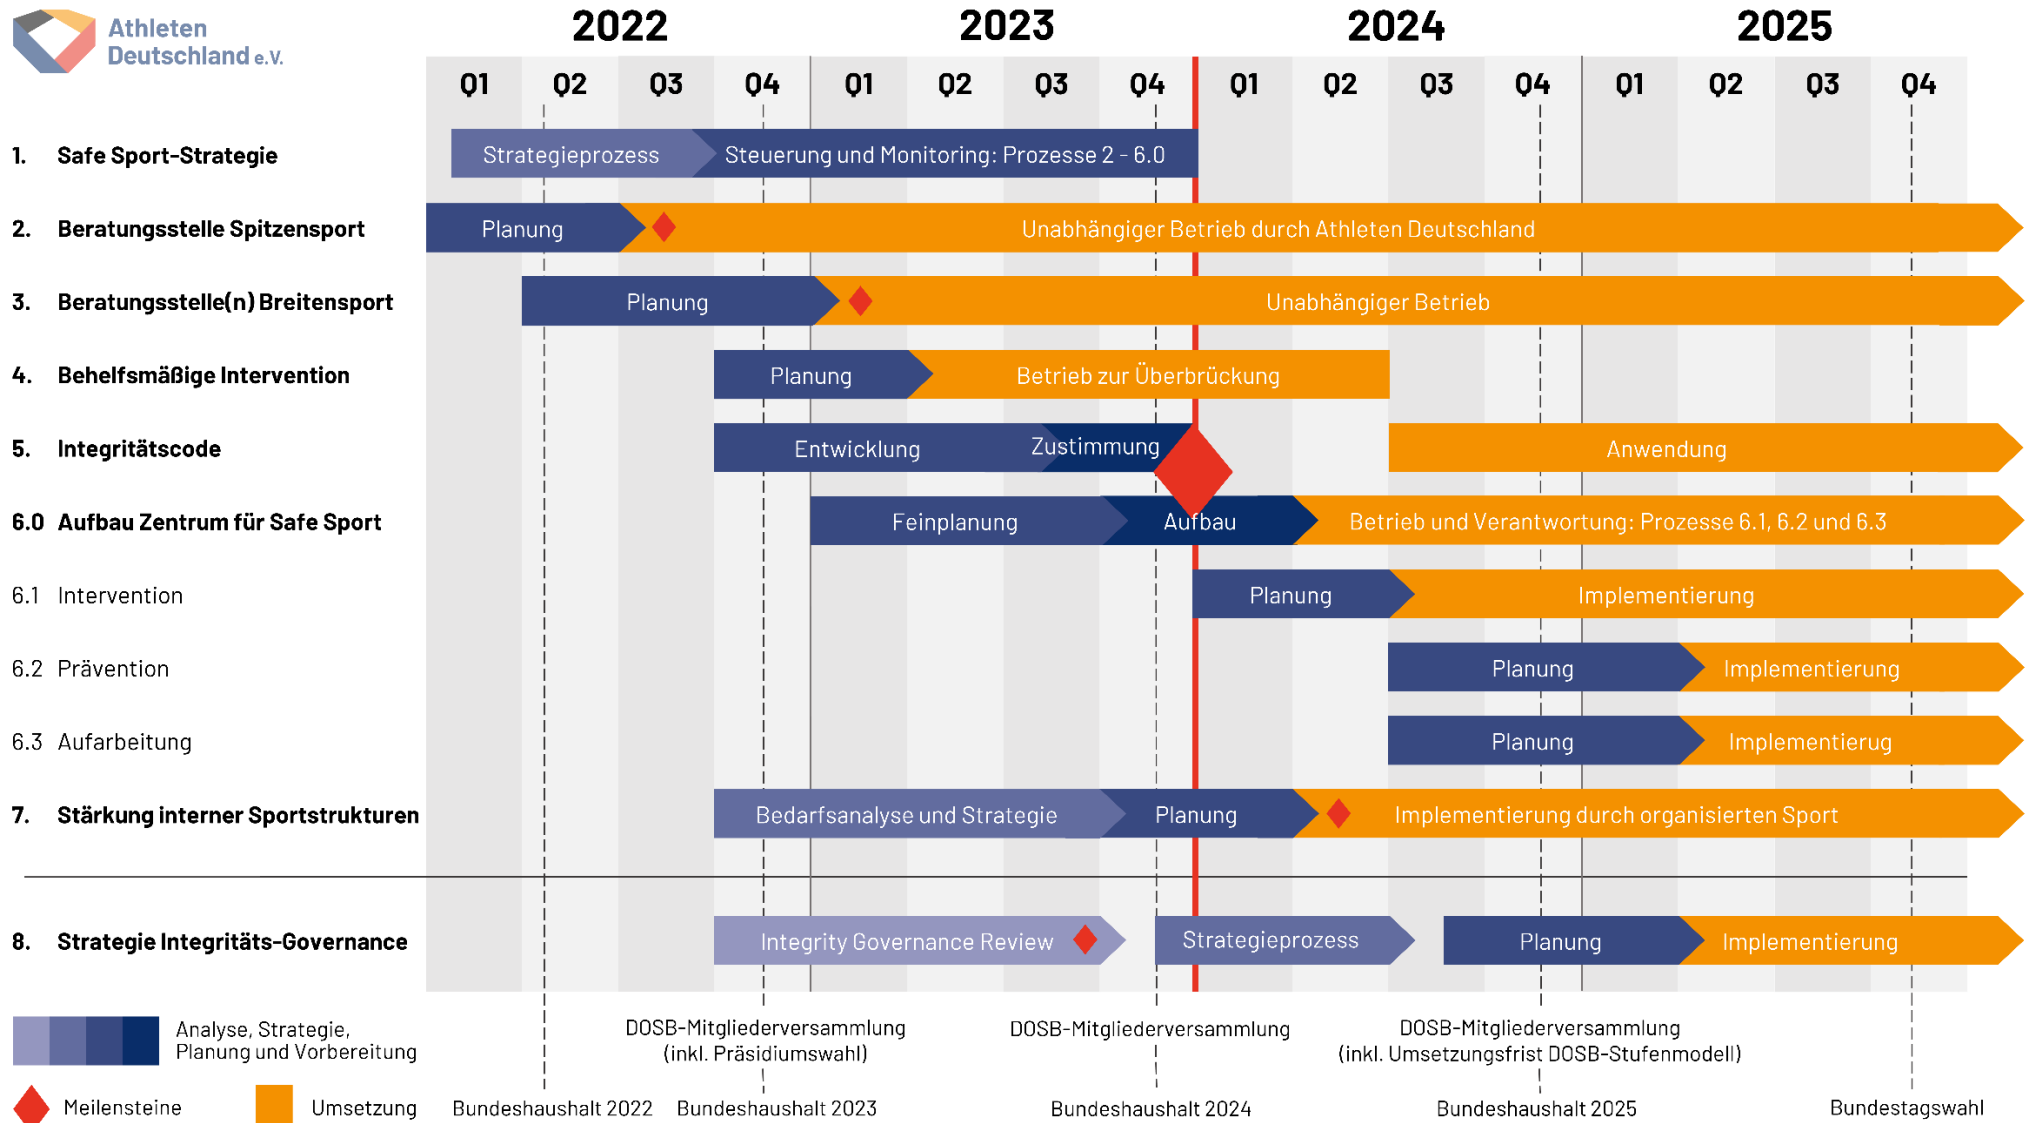 Athleten
Deutschland e.V.
2022 2023 2024 2025
Q1 Q2 Q3 Q4 Q1 Q2 Q3 Q4 Q1 Q2 Q3 Q4 Q1 Q2 Q3 Q4
1. Safe Sport-Strategie Strategieprozess Steuerung und Monitoring: Prozesse 2 - 6.0
2. Beratungsstelle Spitzensport Planung Unabhängiger Betrieb durch Athleten Deutschland
3. Beratungsstelle(n) Breitensport Planung Unabhängiger Betrieb
4. Behelfsmäßige Intervention Planung Betrieb zur Überbrückung
5. Integritätscode Entwicklung Zustimmung Anwendung
6.0 Aufbau Zentrum für Safe Sport Feinplanung Aufbau Betrieb und Verantwortung: Prozesse 6.1, 6.2 und 6.3
6.1 Intervention Planung Implementierung
6.2 Prävention Planung Implementierung
6.3 Aufarbeitung Planung Implementierug
7. Stärkung interner Sportstrukturen Bedarfsanalyse und Strategie Planung Implementierung durch organisierten Sport
8. Strategie Integritäts-Governance Integrity Governance Review Strategieprozess Planung Implementierung
Analyse, Strategie,
Planung und Vorbereitung
DOSB-Mitgliederversammlung
(inkl. Präsidiumswahl)
DOSB-Mitgliederversammlung
DOSB-Mitgliederversammlung
(inkl. Umsetzungsfrist DOSB-Stufenmodell)
Meilensteine Umsetzung Bundeshaushalt 2022 Bundeshaushalt 2023 Bundeshaushalt 2024 Bundeshaushalt 2025 Bundestagswahl